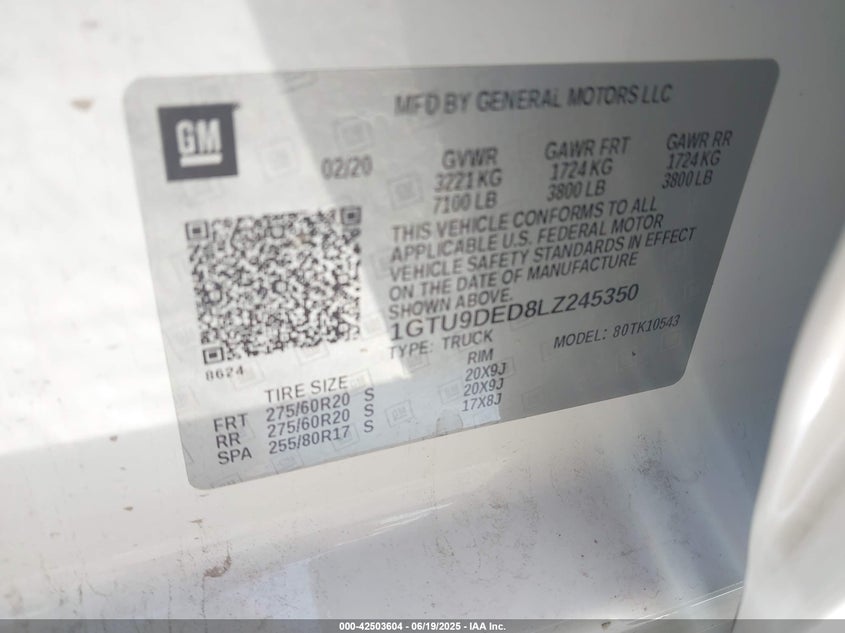 MFD BY GENERAL MOTORS LLC
GM
02/20
GVWR
3221 KG
7100 LB
GAWR FRT
1724 KG
3800 LB
GAWR RR
1724 KG
3800 LB
THIS VEHICLE CONFORMS TO ALL
APPLICABLE U.S. FEDERAL MOTOR
VEHICLE SAFETY STANDARDS IN EFFECT
ON THE DATE OF MANUFACTURE
SHOWN ABOVE.
1GTU9DED8LZ245350
TYPE: TRUCK
MODEL: 80TK10543
8624
TIRE SIZE
RIM
FRT 275/60R20 S 20X9J
RR 275/60R20 S 20X9J
SPA 255/80R17 S 17X8J
000-42503604 - 06/19/2025 - IAA Inc.